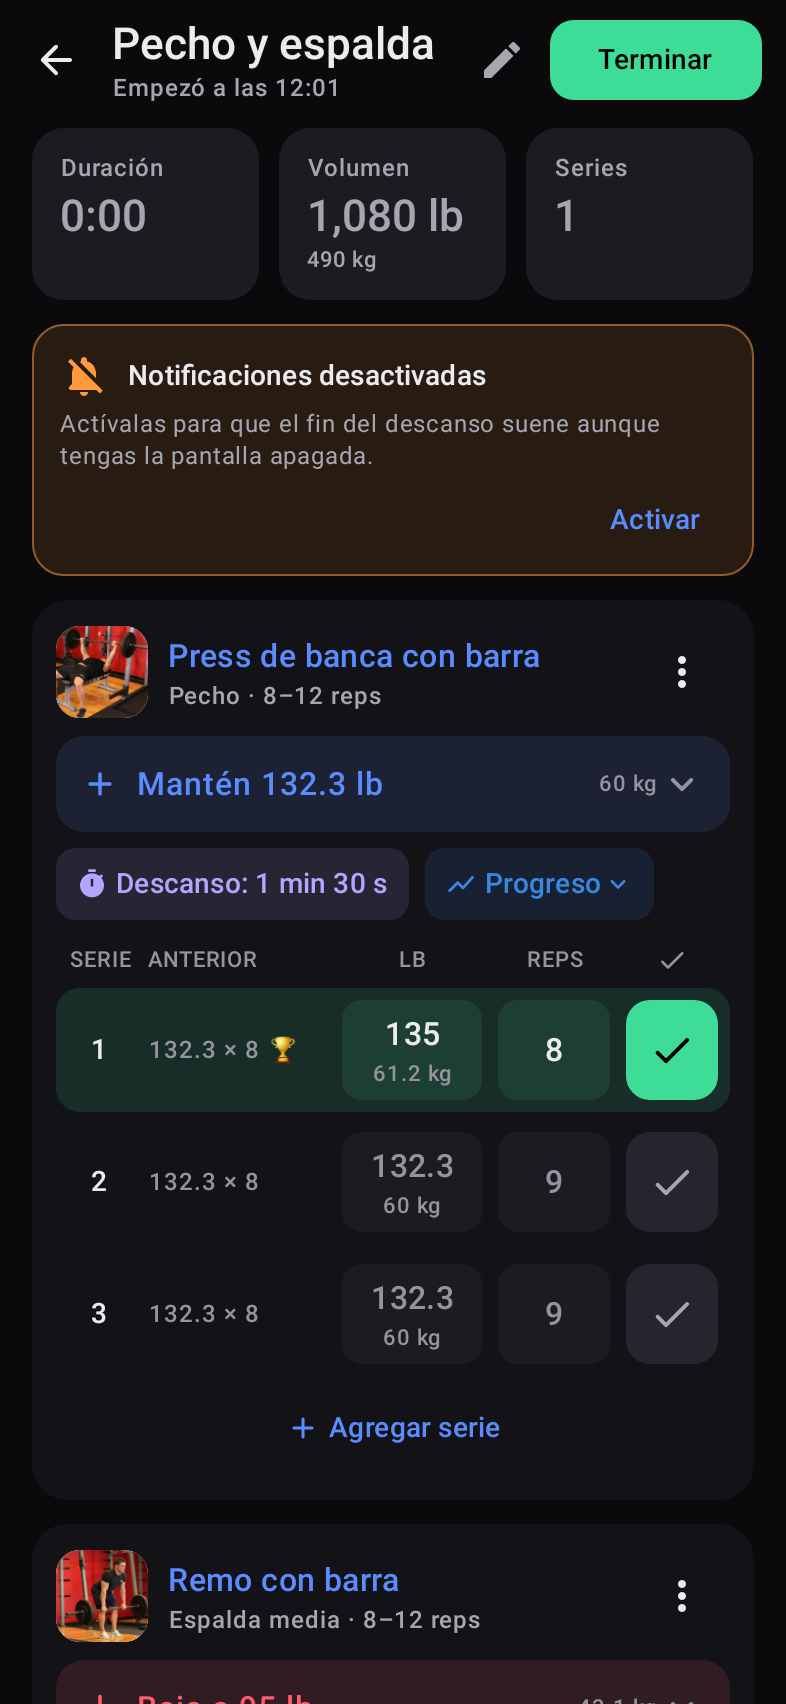 Pecho y espalda
Empezó a las 12:01
Terminar
Duración
0:00
Volumen
1,080 lb
490 kg
Series
1
Notificaciones desactivadas
Actívalas para que el fin del descanso suene aunque
tengas la pantalla apagada.
Activar
Press de banca con barra
Pecho · 8–12 reps
Mantén 132.3 lb
60 kg
Descanso: 1 min 30 s
Progreso
SERIE ANTERIOR LB REPS
1 132.3 × 8 135 8
61.2 kg
2 132.3 × 8 132.3 9
60 kg
3 132.3 × 8 132.3 9
60 kg
Agregar serie
Remo con barra
Espalda media · 8–12 reps